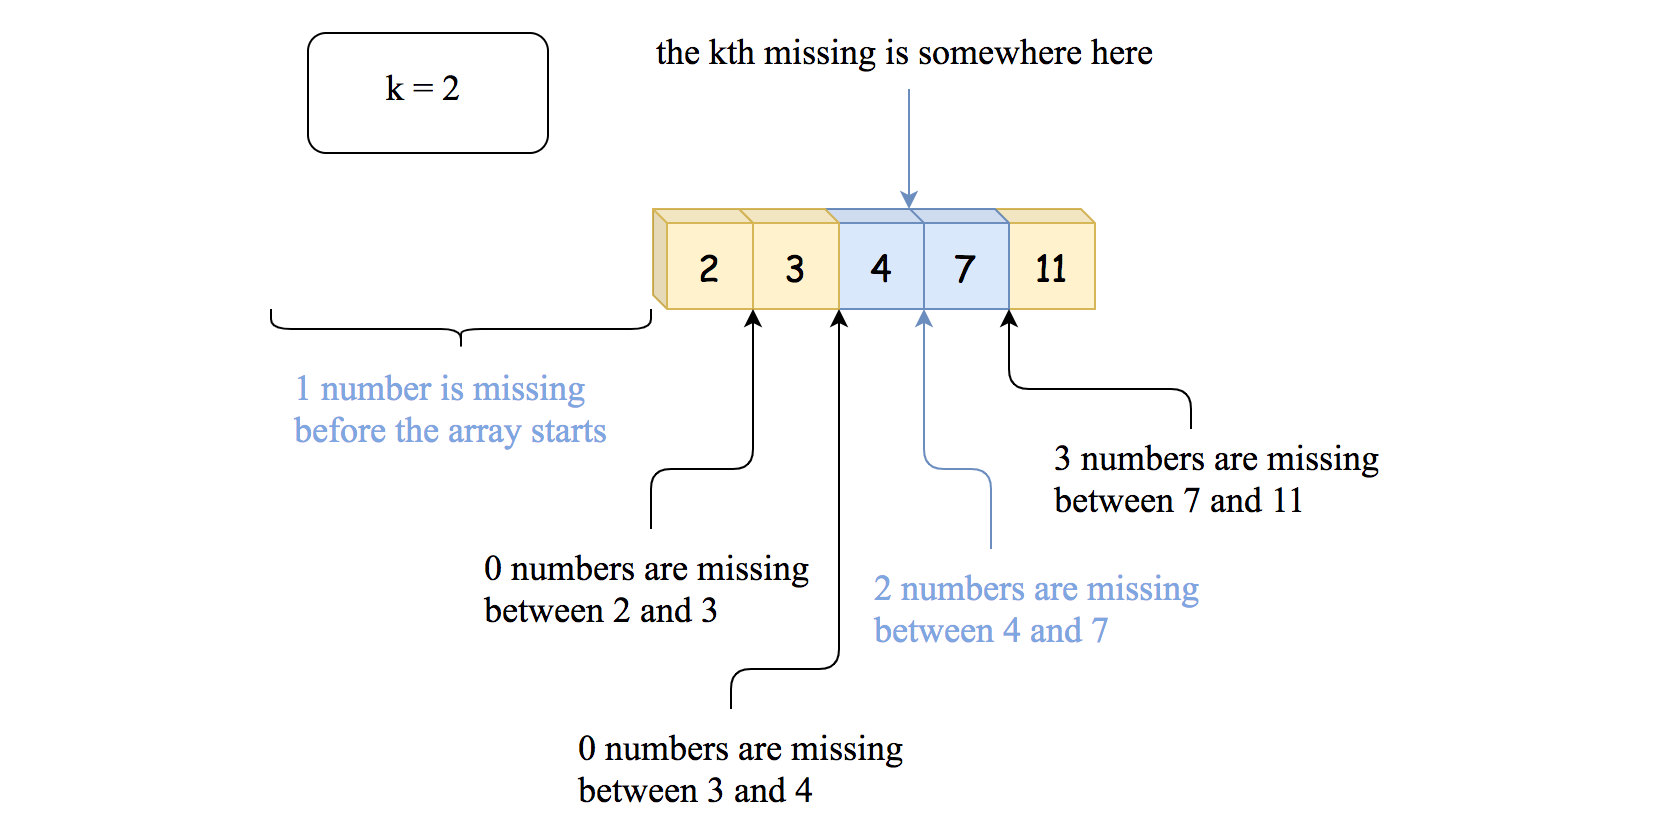 k = 2
the kth missing is somewhere here
2 3 4 7 11
1 number is missing
before the array starts
3 numbers are missing
between 7 and 11
0 numbers are missing
between 2 and 3
2 numbers are missing
between 4 and 7
0 numbers are missing
between 3 and 4